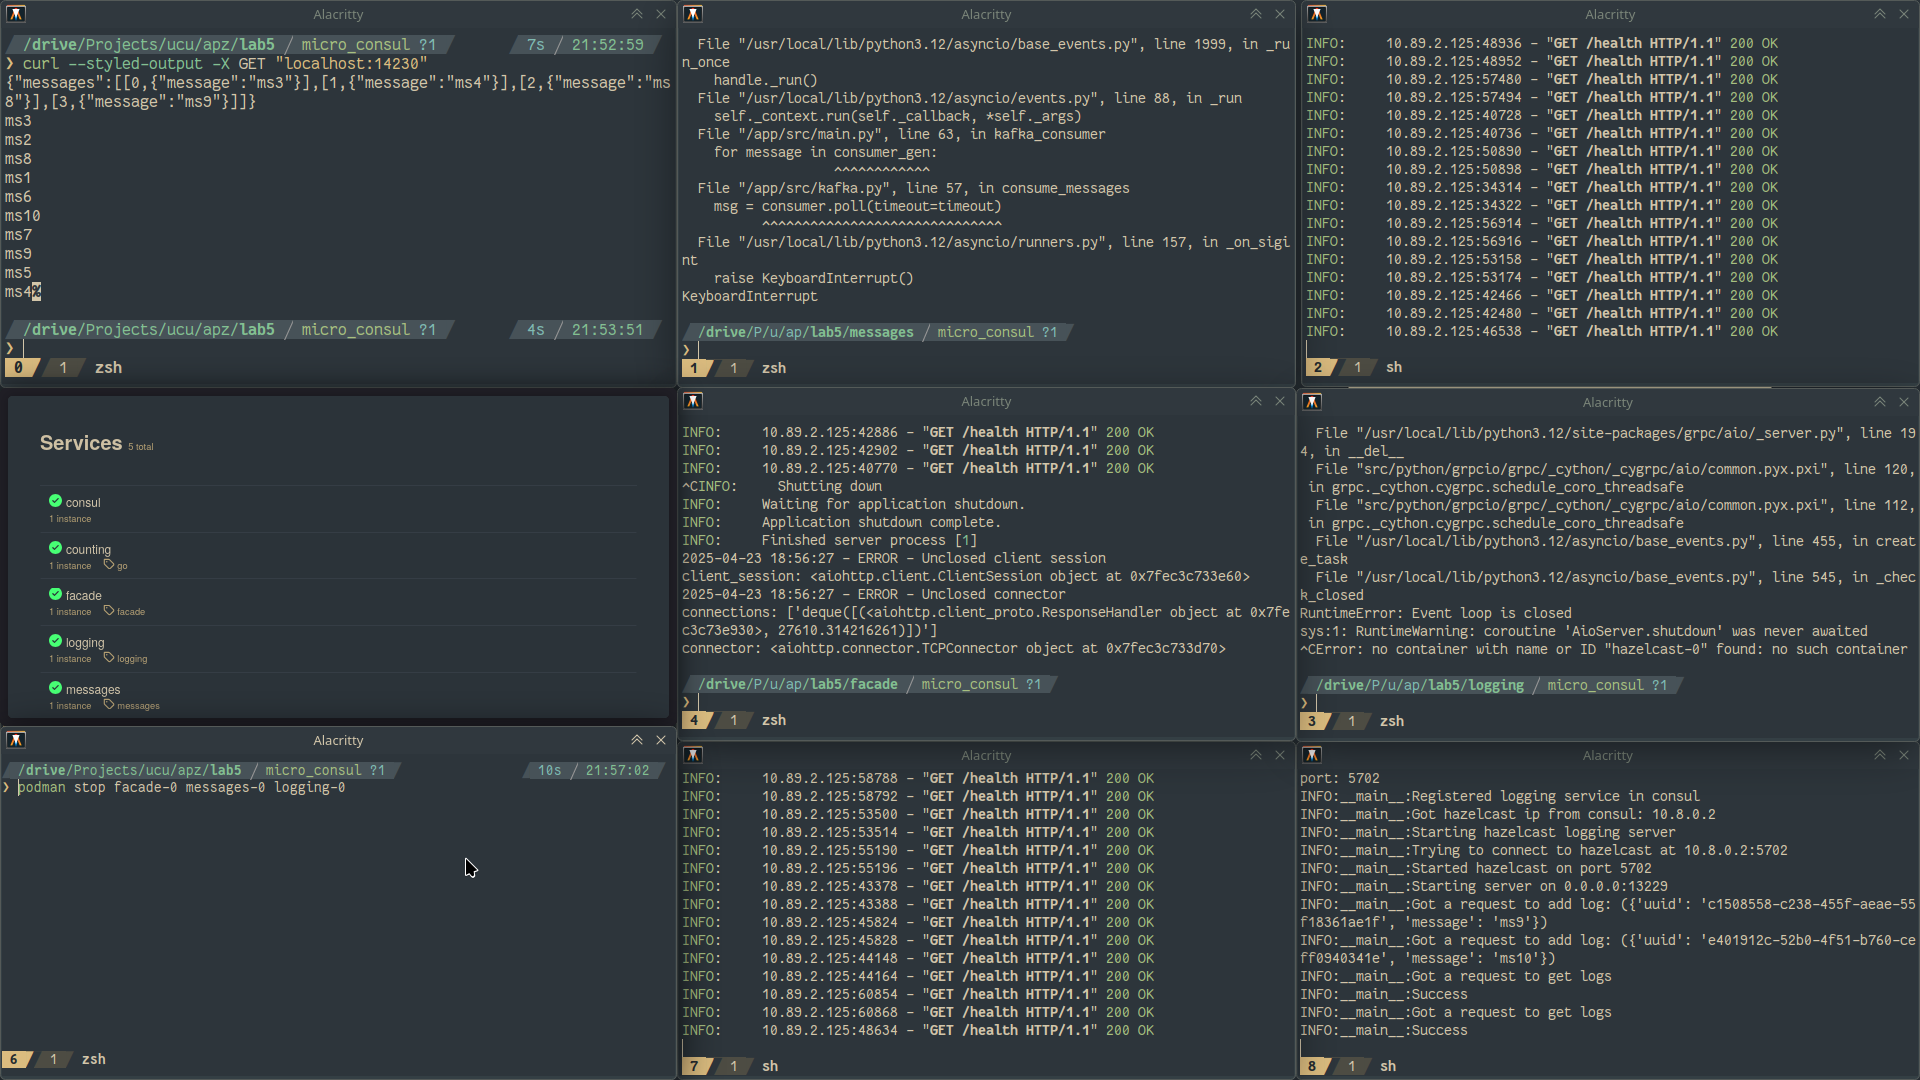 Alacritty
/drive/Projects/ucu/apz/lab5 / micro_consul ?1 7s / 21:52:59
❯ curl --styled-output -X GET "localhost:14230"
{"messages":[[0,{"message":"ms3"}],[1,{"message":"ms4"}],[2,{"message":"ms
8"}],[3,{"message":"ms9"}]]}
ms3
ms2
ms8
ms1
ms6
ms10
ms7
ms9
ms5
ms4%
/drive/Projects/ucu/apz/lab5 / micro_consul ?1 4s / 21:53:51
❯
0 1 zsh
Alacritty
File "/usr/local/lib/python3.12/asyncio/base_events.py", line 1999, in _ru
n_once
handle._run()
File "/usr/local/lib/python3.12/asyncio/events.py", line 88, in _run
self._context.run(self._callback, *self._args)
File "/app/src/main.py", line 63, in kafka_consumer
for message in consumer_gen:
^^^^^^^^^^^^
File "/app/src/kafka.py", line 57, in consume_messages
msg = consumer.poll(timeout=timeout)
^^^^^^^^^^^^^^^^^^^^^^^^^^^^^^
File "/usr/local/lib/python3.12/asyncio/runners.py", line 157, in _on_sigi
nt
raise KeyboardInterrupt()
KeyboardInterrupt
/drive/P/u/ap/lab5/messages / micro_consul ?1
❯
1 1 zsh
Alacritty
INFO: 10.89.2.125:48936 - "GET /health HTTP/1.1" 200 OK
INFO: 10.89.2.125:48952 - "GET /health HTTP/1.1" 200 OK
INFO: 10.89.2.125:57480 - "GET /health HTTP/1.1" 200 OK
INFO: 10.89.2.125:57494 - "GET /health HTTP/1.1" 200 OK
INFO: 10.89.2.125:40728 - "GET /health HTTP/1.1" 200 OK
INFO: 10.89.2.125:40736 - "GET /health HTTP/1.1" 200 OK
INFO: 10.89.2.125:50890 - "GET /health HTTP/1.1" 200 OK
INFO: 10.89.2.125:50898 - "GET /health HTTP/1.1" 200 OK
INFO: 10.89.2.125:34314 - "GET /health HTTP/1.1" 200 OK
INFO: 10.89.2.125:34322 - "GET /health HTTP/1.1" 200 OK
INFO: 10.89.2.125:56914 - "GET /health HTTP/1.1" 200 OK
INFO: 10.89.2.125:56916 - "GET /health HTTP/1.1" 200 OK
INFO: 10.89.2.125:53158 - "GET /health HTTP/1.1" 200 OK
INFO: 10.89.2.125:53174 - "GET /health HTTP/1.1" 200 OK
INFO: 10.89.2.125:42466 - "GET /health HTTP/1.1" 200 OK
INFO: 10.89.2.125:42480 - "GET /health HTTP/1.1" 200 OK
INFO: 10.89.2.125:46538 - "GET /health HTTP/1.1" 200 OK
2 1 sh
Services 5 total
consul
1 instance
counting
1 instance go
facade
1 instance facade
logging
1 instance logging
messages
1 instance messages
Alacritty
INFO: 10.89.2.125:42886 - "GET /health HTTP/1.1" 200 OK
INFO: 10.89.2.125:42902 - "GET /health HTTP/1.1" 200 OK
INFO: 10.89.2.125:40770 - "GET /health HTTP/1.1" 200 OK
^CINFO: Shutting down
INFO: Waiting for application shutdown.
INFO: Application shutdown complete.
INFO: Finished server process [1]
2025-04-23 18:56:27 - ERROR - Unclosed client session
client_session: <aiohttp.client.ClientSession object at 0x7fec3c733e60>
2025-04-23 18:56:27 - ERROR - Unclosed connector
connections: ['deque([(<aiohttp.client_proto.ResponseHandler object at 0x7fe
c3c73e930>, 27610.314216261)])']
connector: <aiohttp.connector.TCPConnector object at 0x7fec3c733d70>
/drive/P/u/ap/lab5/facade / micro_consul ?1
❯
4 1 zsh
Alacritty
File "/usr/local/lib/python3.12/site-packages/grpc/aio/_server.py", line 19
4, in __del__
File "src/python/grpcio/grpc/_cython/_cygrpc/aio/common.pyx.pxi", line 120,
in grpc._cython.cygrpc.schedule_coro_threadsafe
File "src/python/grpcio/grpc/_cython/_cygrpc/aio/common.pyx.pxi", line 112,
in grpc._cython.cygrpc.schedule_coro_threadsafe
File "/usr/local/lib/python3.12/asyncio/base_events.py", line 455, in creat
e_task
File "/usr/local/lib/python3.12/asyncio/base_events.py", line 545, in _chec
k_closed
RuntimeError: Event loop is closed
sys:1: RuntimeWarning: coroutine 'AioServer.shutdown' was never awaited
^CError: no container with name or ID "hazelcast-0" found: no such container
/drive/P/u/ap/lab5/logging / micro_consul ?1
❯
3 1 zsh
Alacritty
/drive/Projects/ucu/apz/lab5 / micro_consul ?1 10s / 21:57:02
❯ podman stop facade-0 messages-0 logging-0
6 1 zsh
Alacritty
INFO: 10.89.2.125:58788 - "GET /health HTTP/1.1" 200 OK
INFO: 10.89.2.125:58792 - "GET /health HTTP/1.1" 200 OK
INFO: 10.89.2.125:53500 - "GET /health HTTP/1.1" 200 OK
INFO: 10.89.2.125:53514 - "GET /health HTTP/1.1" 200 OK
INFO: 10.89.2.125:55190 - "GET /health HTTP/1.1" 200 OK
INFO: 10.89.2.125:55196 - "GET /health HTTP/1.1" 200 OK
INFO: 10.89.2.125:43378 - "GET /health HTTP/1.1" 200 OK
INFO: 10.89.2.125:43388 - "GET /health HTTP/1.1" 200 OK
INFO: 10.89.2.125:45824 - "GET /health HTTP/1.1" 200 OK
INFO: 10.89.2.125:45828 - "GET /health HTTP/1.1" 200 OK
INFO: 10.89.2.125:44148 - "GET /health HTTP/1.1" 200 OK
INFO: 10.89.2.125:44164 - "GET /health HTTP/1.1" 200 OK
INFO: 10.89.2.125:60854 - "GET /health HTTP/1.1" 200 OK
INFO: 10.89.2.125:60868 - "GET /health HTTP/1.1" 200 OK
INFO: 10.89.2.125:48634 - "GET /health HTTP/1.1" 200 OK
7 1 sh
Alacritty
port: 5702
INFO:__main__:Registered logging service in consul
INFO:__main__:Got hazelcast ip from consul: 10.8.0.2
INFO:__main__:Starting hazelcast logging server
INFO:__main__:Trying to connect to hazelcast at 10.8.0.2:5702
INFO:__main__:Started hazelcast on port 5702
INFO:__main__:Starting server on 0.0.0.0:13229
INFO:__main__:Got a request to add log: ({'uuid': 'c1508558-c238-455f-aeae-55
f18361ae1f', 'message': 'ms9'})
INFO:__main__:Got a request to add log: ({'uuid': 'e401912c-52b0-4f51-b760-ce
ff0940341e', 'message': 'ms10'})
INFO:__main__:Got a request to get logs
INFO:__main__:Success
INFO:__main__:Got a request to get logs
INFO:__main__:Success
8 1 sh